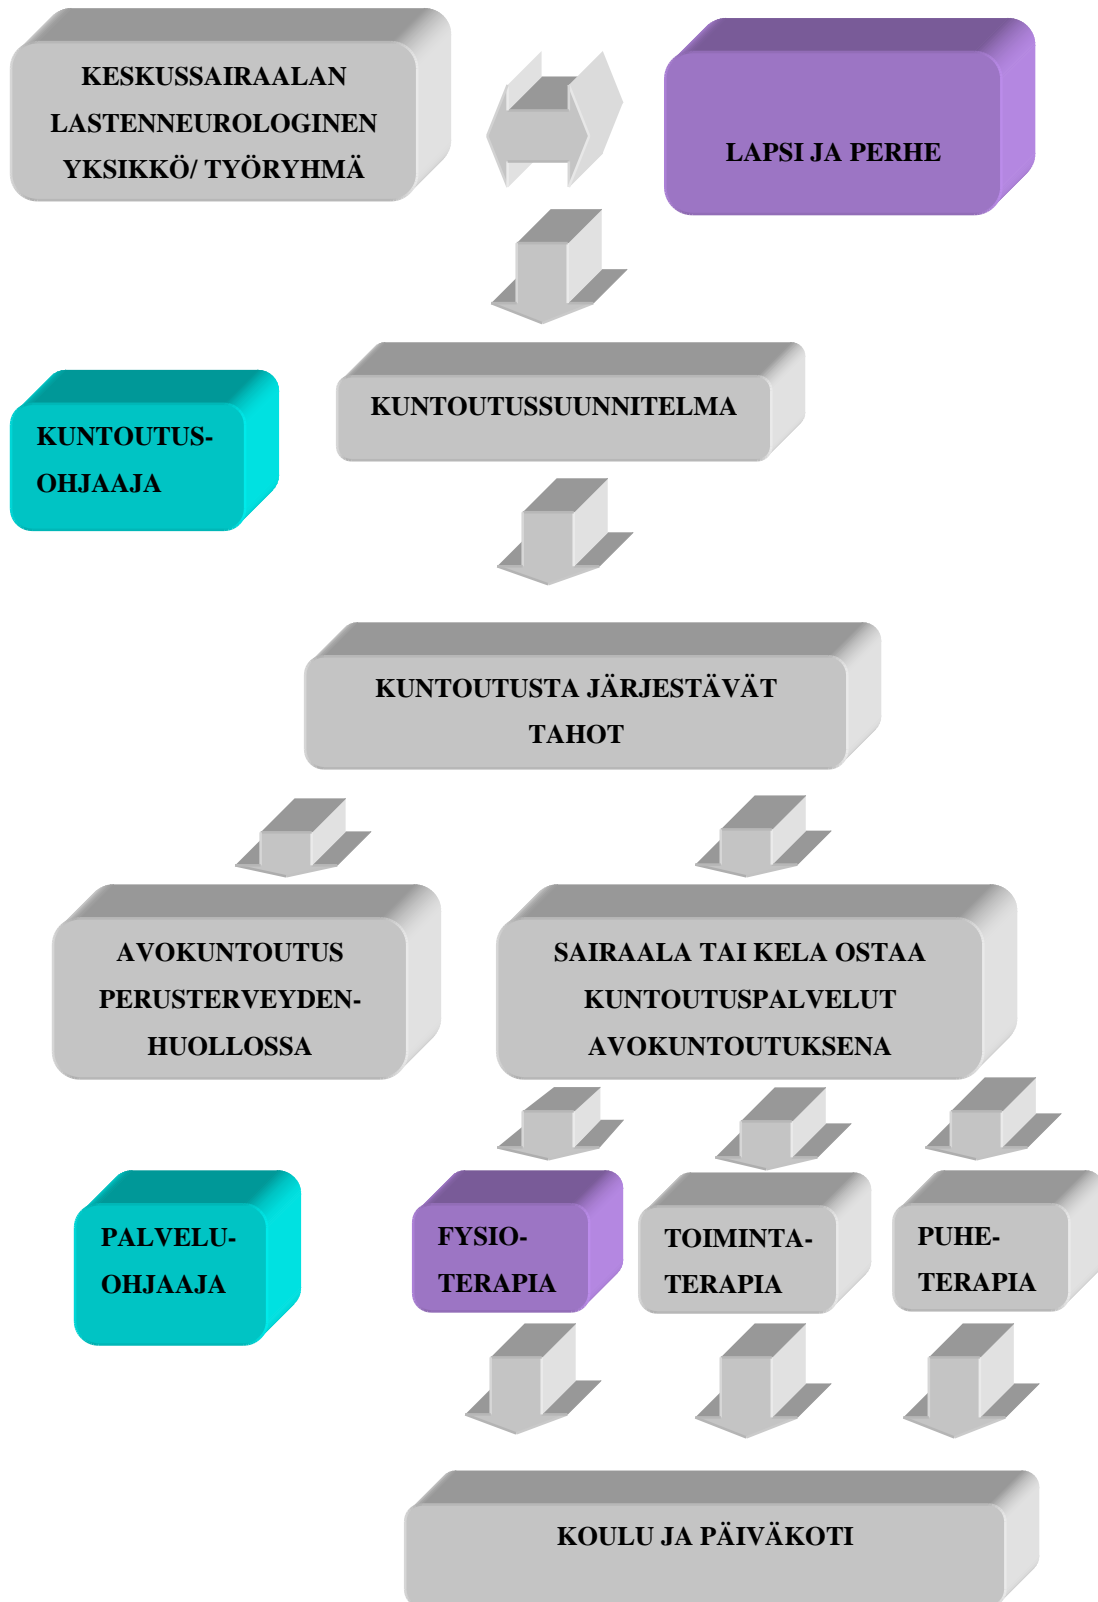 KESKUSSAIRAALAN
LASTENNEUROLOGINEN
YKSIKKÖ/ TYÖRYHMÄ
LAPSI JA PERHE
KUNTOUTUSSUUNNITELMA
KUNTOUTUS-
OHJAAJA
KUNTOUTUSTA JÄRJESTÄVÄT
TAHOT
AVOKUNTOUTUS
PERUSTERVEYDEN-
HUOLLOSSA
SAIRAALA TAI KELA OSTAA
KUNTOUTUSPALVELUT
AVOKUNTOUTUKSENA
PALVELU-
OHJAAJA
FYSIO-
TERAPIA
TOIMINTA-
TERAPIA
PUHE-
TERAPIA
KOULU JA PÄIVÄKOTI